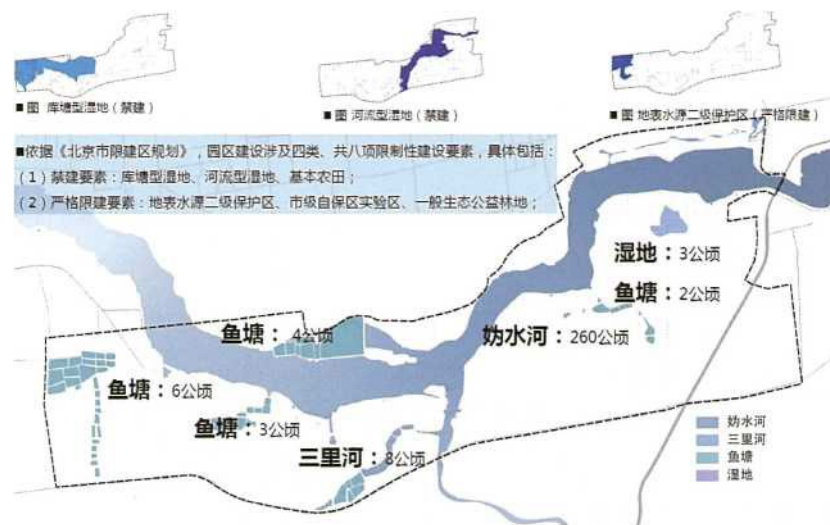 ■图 库塘型湿地（禁建）
■图 河流型湿地（禁建）
■图 地表水源二级保护区（严格限建）
■依据《北京市限建区规划》，园区建设涉及四类、共八项限制性建设要素，具体包括：
（1）禁建要素：库塘型湿地、河流型湿地、基本农田；
（2）严格限建要素：地表水源二级保护区、市级自保区实验区、一般生态公益林地；
湿地：3公顷
鱼塘：2公顷
鱼塘：4公顷
妫水河：260公顷
鱼塘：6公顷
鱼塘：3公顷
三里河：8公顷
妫水河
三里河
鱼塘
湿地